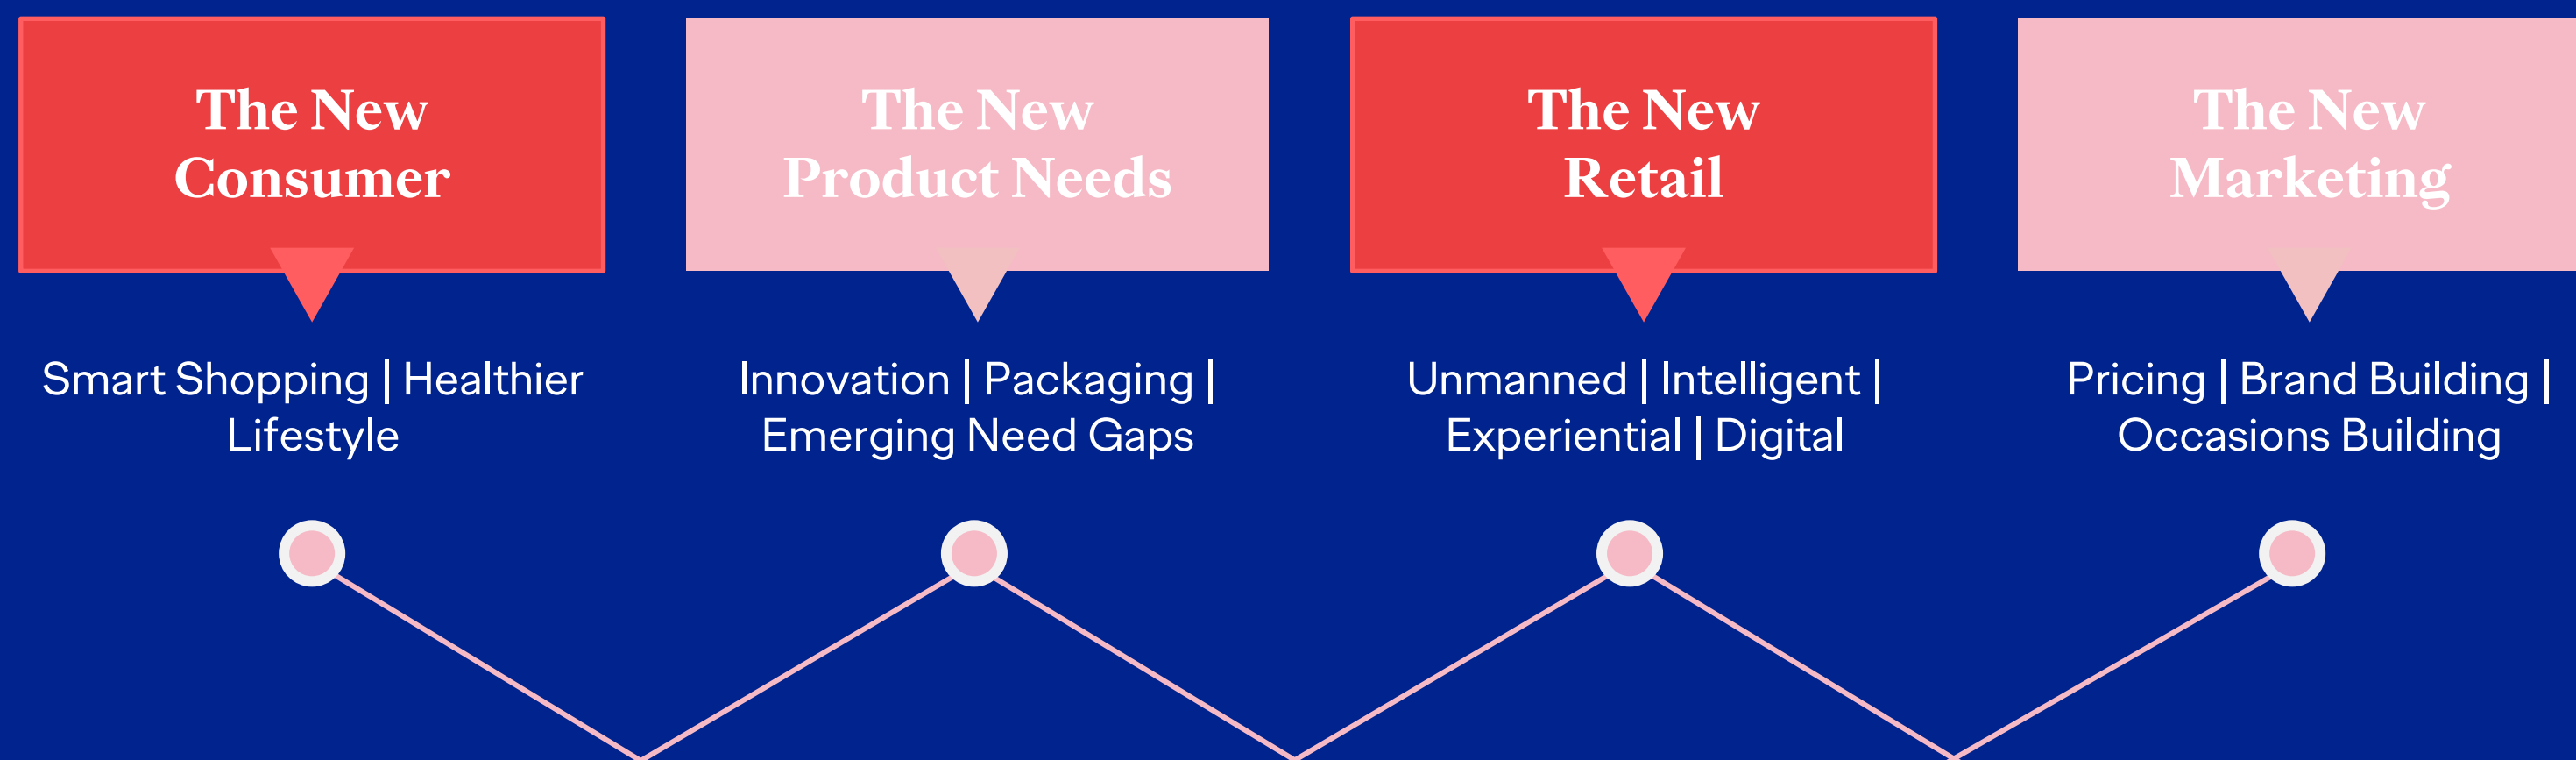 The New
Consumer
Smart Shopping | Healthier
Lifestyle
The New
Product Needs
Innovation | Packaging |
Emerging Need Gaps
The New
Retail
Unmanned | Intelligent |
Experiential | Digital
The New
Marketing
Pricing | Brand Building |
Occasions Building